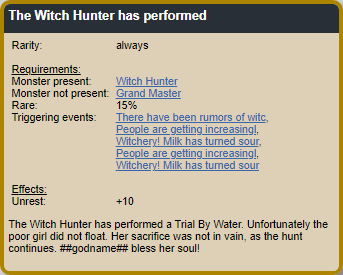 The Witch Hunter has performed
Rarity: always
Requirements:
Monster present: Witch Hunter
Monster not present: Grand Master
Rare: 15%
Triggering events: There have been rumors of witc,
People are getting increasingl,
Witchery! Milk has turned sour,
People are getting increasingl,
Witchery! Milk has turned sour
Effects:
Unrest: +10
The Witch Hunter has performed a Trial By Water. Unfortunately the
poor girl did not float. Her sacrifice was not in vain, as the hunt
continues. ##godname## bless her soul!